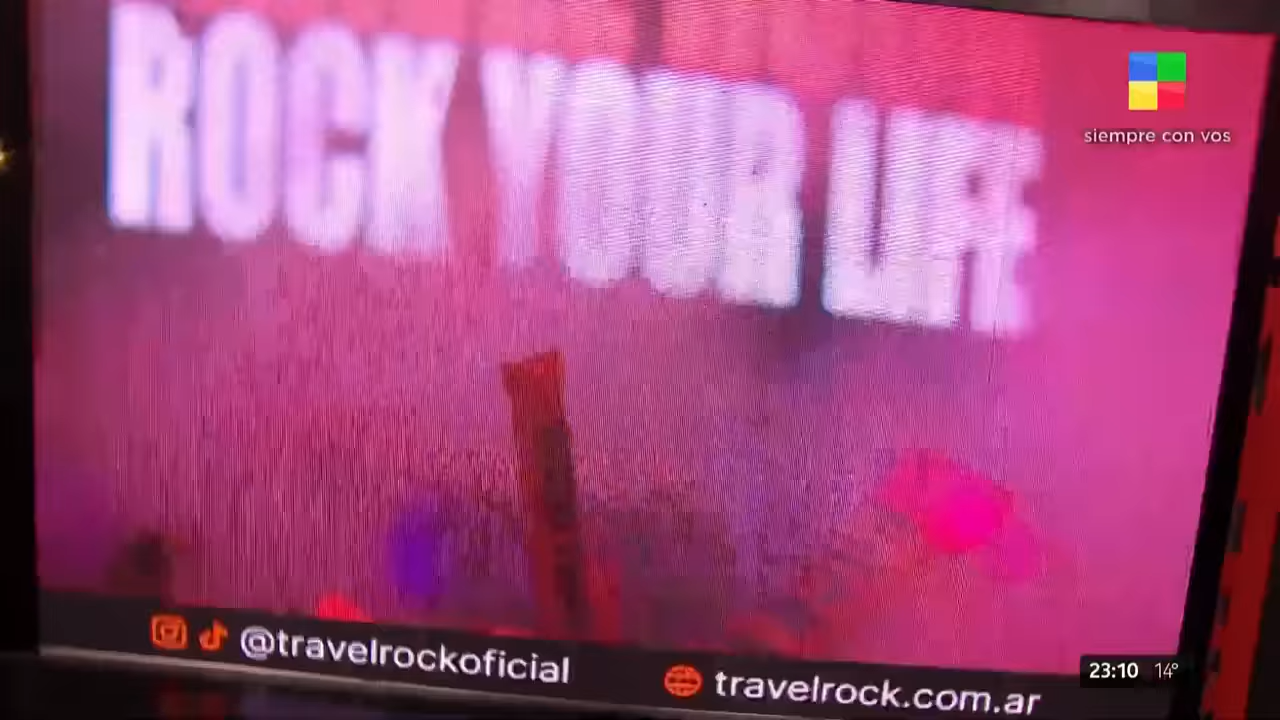 ROCK YOUR LIFE
siempre con vos
@travelrockoficial
travelrock.com.ar
23:10 14°